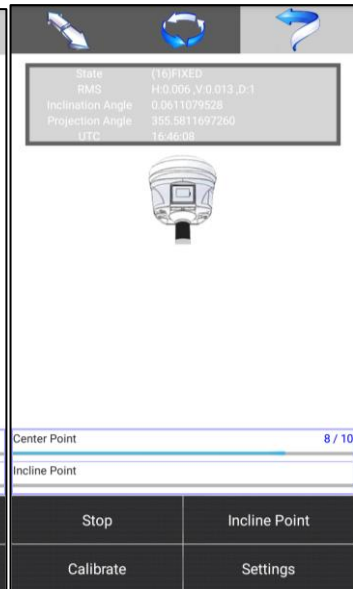 State (16)FIXED
RMS H:0.006 ,V:0.013 ,D:1
Inclination Angle 0.0611079528
Projection Angle 355.5811697260
UTC 16:46:08
Center Point 8 / 10
Incline Point
Stop Incline Point
Calibrate Settings